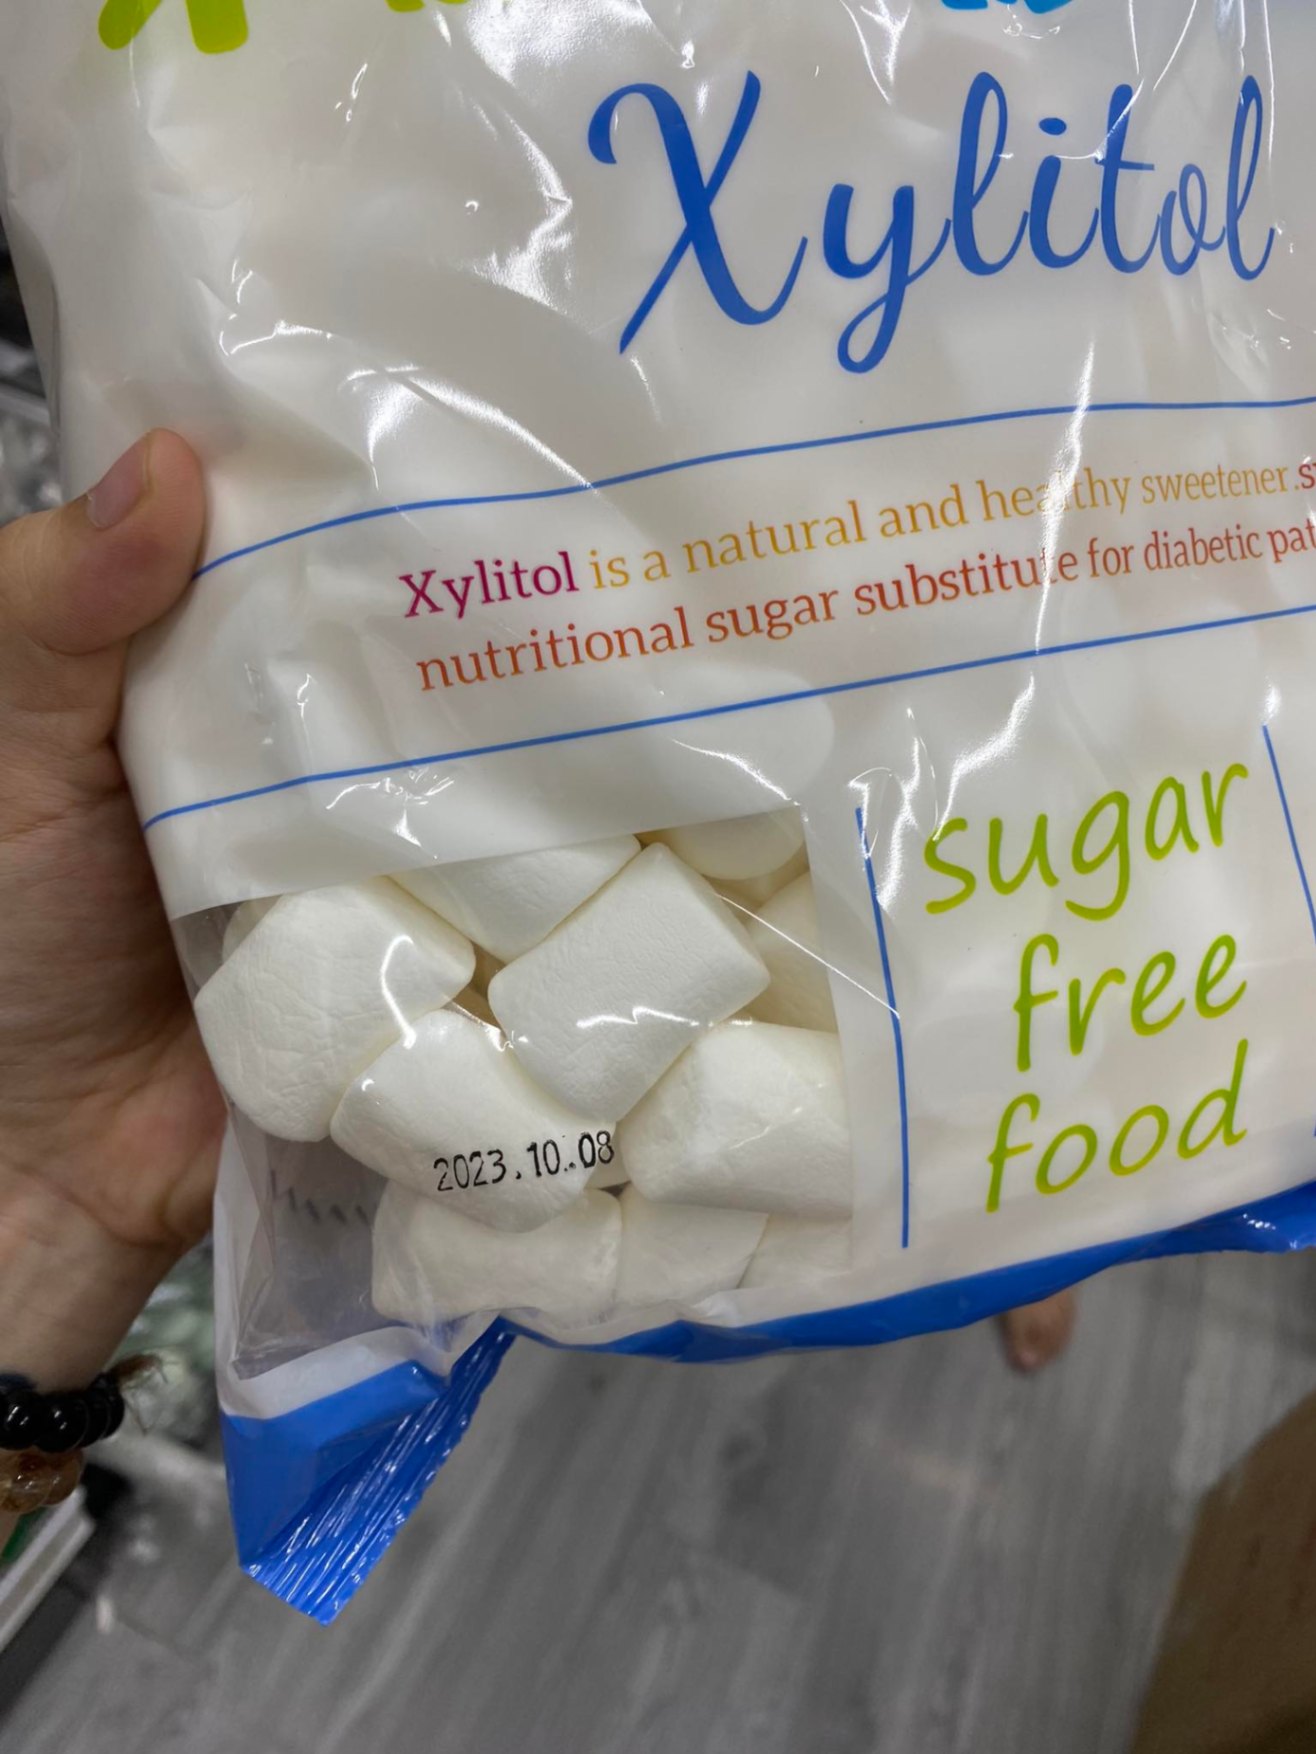 Xylitol
Xylitol is a natural and healthy sweetener.
nutritional sugar substitute for diabetic
sugar
free
food
2023.10.08